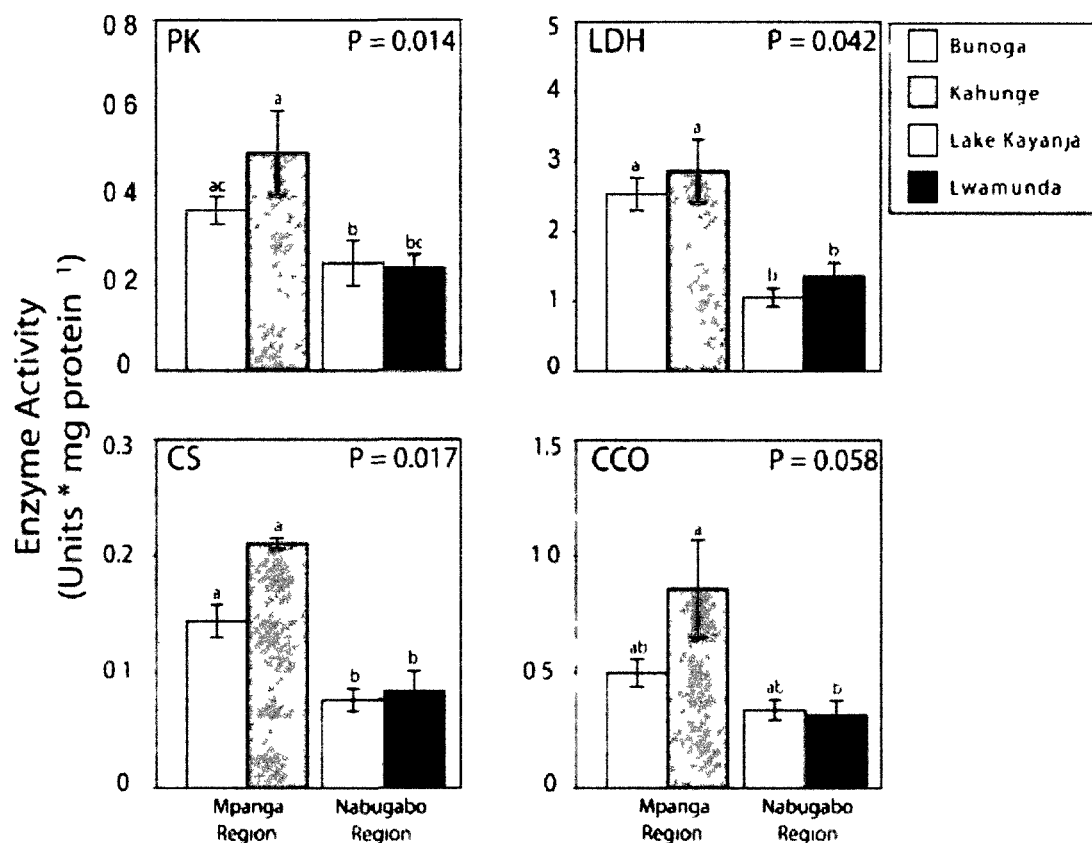 Enzyme Activity
(Units * mg protein ¹)
PK
P = 0.014
0 8
0 6
0 4
0 2
0
ac
a
b
bc
LDH
P = 0.042
5
4
3
2
1
0
a
a
b
b
Bunoga
Kahunge
Lake Kayanja
Lwamunda
CS
P = 0.017
0.3
0.2
0 1
0
a
a
b
b
Mpanga
Region
Nabugabo
Region
CCO
P = 0.058
1.5
1 0
0 5
0
ab
a
ab
b
Mpanga
Region
Nabugabo
Region